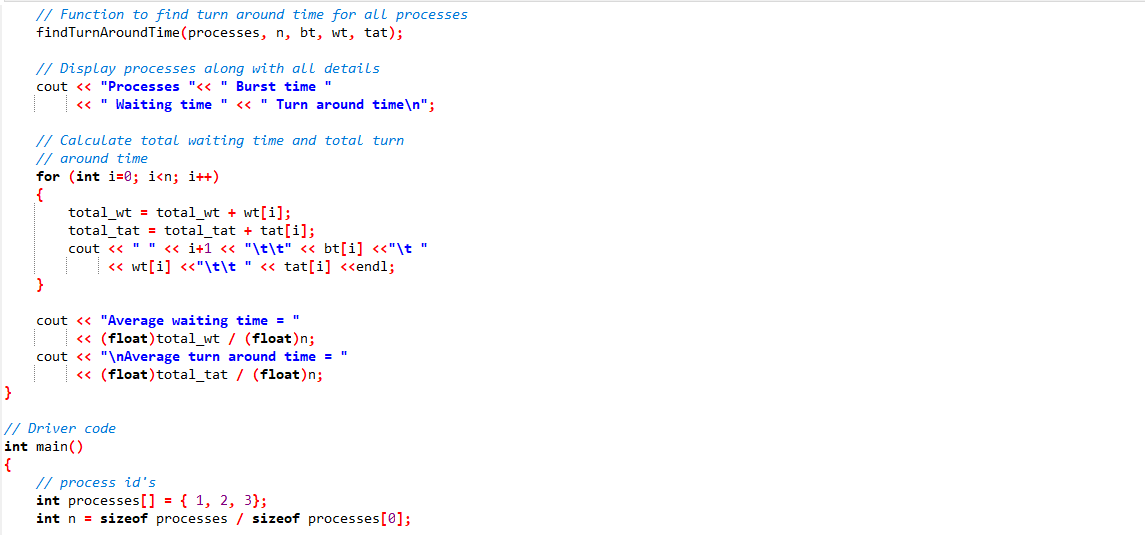 // Function to find turn around time for all processes
findTurnAroundTime(processes, n, bt, wt, tat);
// Display processes along with all details
cout << "Processes "<< " Burst time "
<< " Waiting time " << " Turn around time\n";
// Calculate total waiting time and total turn
// around time
for (int i=0; i<n; i++)
{
total_wt = total_wt + wt[i];
total_tat = total_tat + tat[i];
cout << " " << i+1 << "\t\t" << bt[i] <<"\t "
<< wt[i] <<"\t\t " << tat[i] <<endl;
}
cout << "Average waiting time = "
<< (float)total_wt / (float)n;
cout << "\nAverage turn around time = "
<< (float)total_tat / (float)n;
}
// Driver code
int main()
{
// process id's
int processes[] = { 1, 2, 3};
int n = sizeof processes / sizeof processes[0];